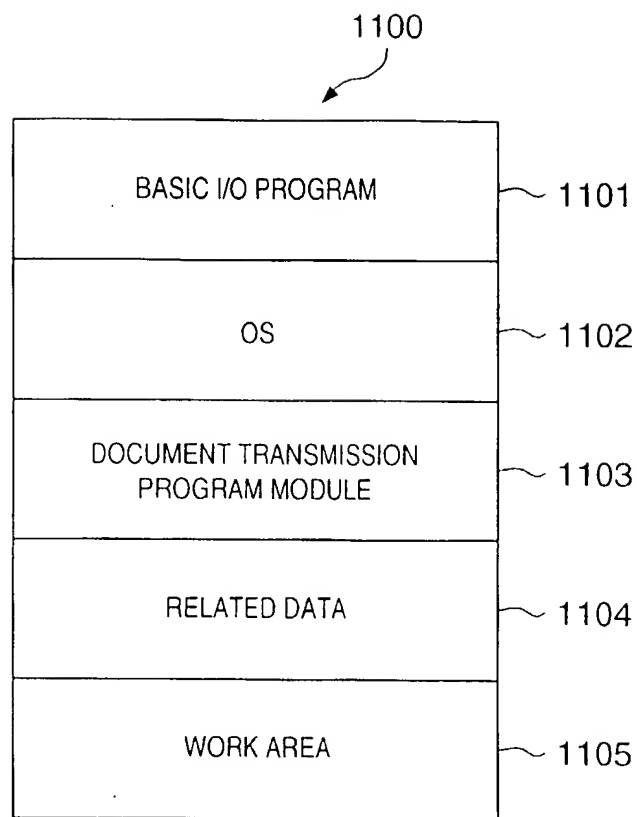 1100
BASIC I/O PROGRAM
1101
OS
1102
DOCUMENT TRANSMISSION
PROGRAM MODULE
1103
RELATED DATA
1104
WORK AREA
1105